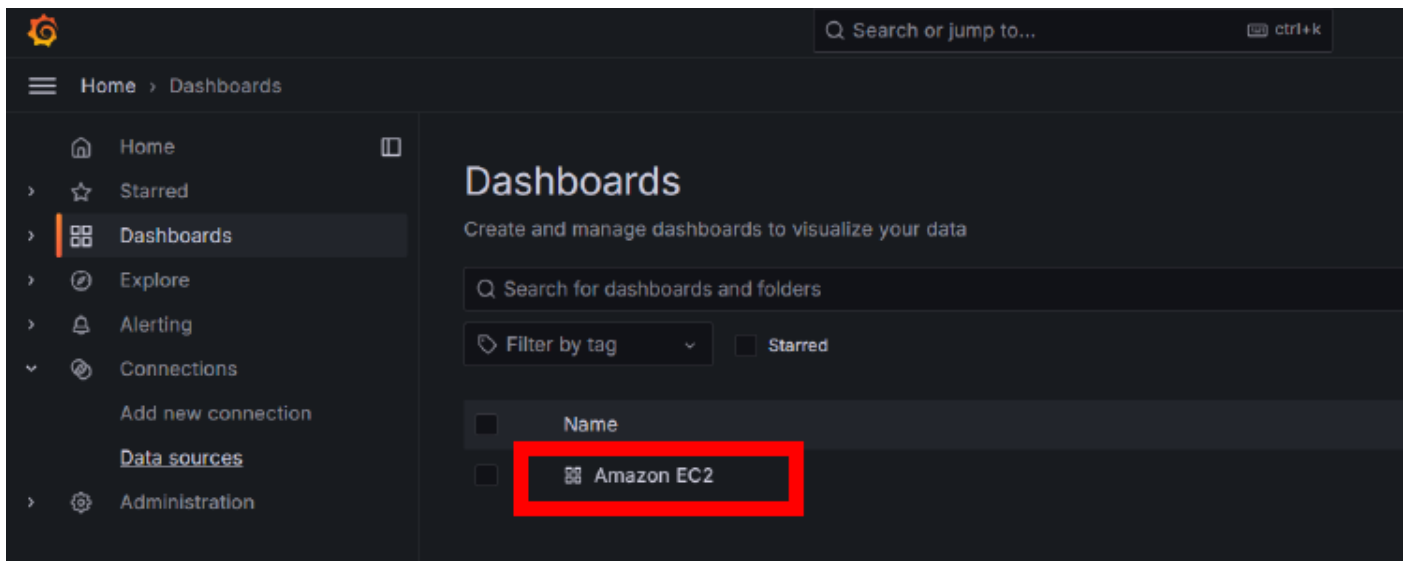 Search or jump to... ctrl+k
Home › Dashboards
Home
Starred
Dashboards
Explore
Alerting
Connections
Add new connection
Data sources
Administration
Dashboards
Create and manage dashboards to visualize your data
Search for dashboards and folders
Filter by tag Starred
Name
Amazon EC2